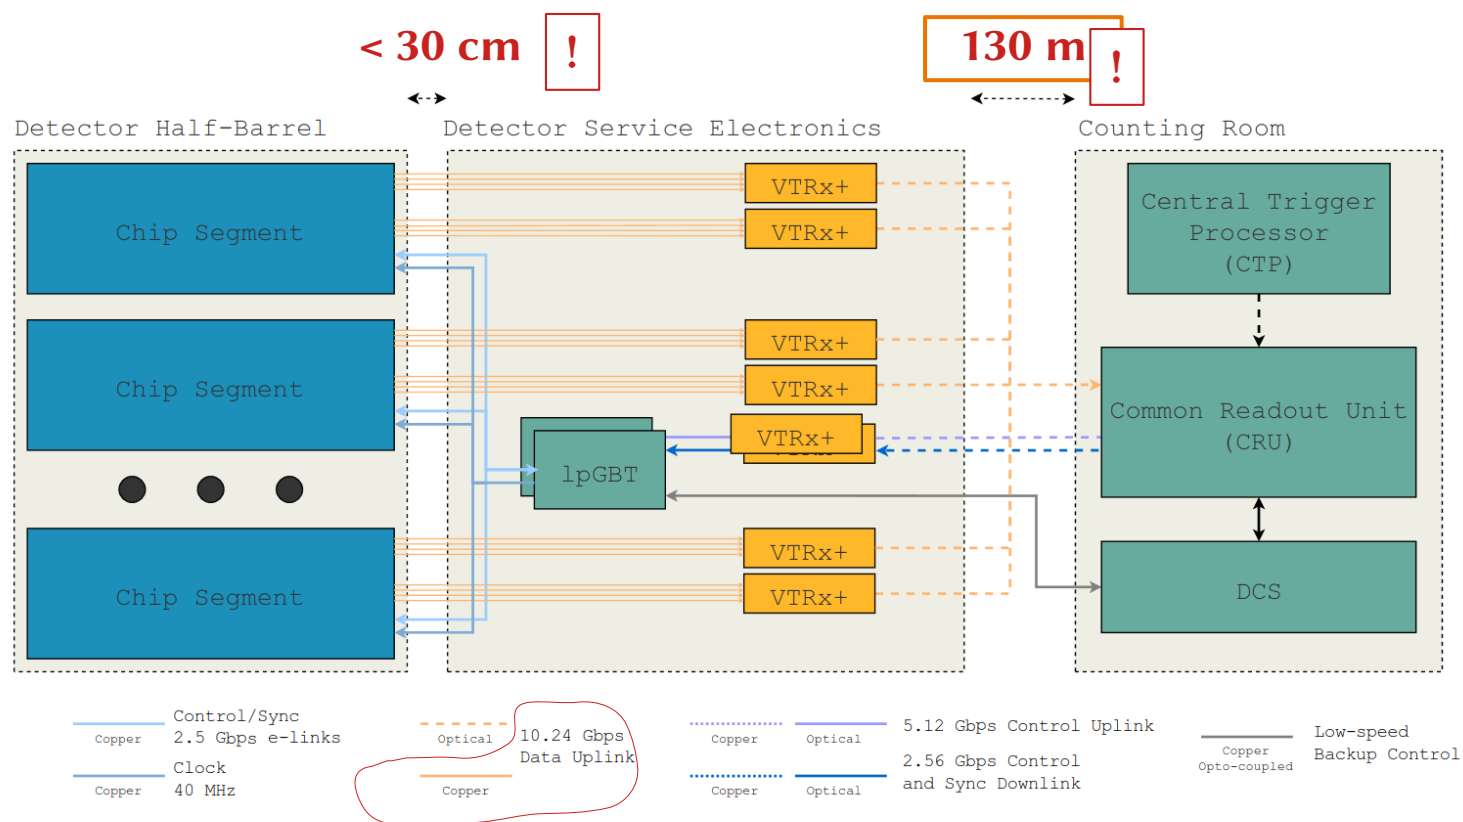 < 30 cm
!
130 m
!
Detector Half-Barrel
Detector Service Electronics
Counting Room
Chip Segment
VTRx+
VTRx+
Central Trigger
Processor
(CTP)
Chip Segment
VTRx+
VTRx+
VTRx+
Common Readout Unit
(CRU)
lpGBT
Chip Segment
VTRx+
VTRx+
DCS
Control/Sync
2.5 Gbps e-links
Copper
Clock
40 MHz
Copper
Optical
10.24 Gbps
Data Uplink
Copper
Copper
Optical
5.12 Gbps Control Uplink
Copper
Optical
2.56 Gbps Control
and Sync Downlink
Copper
Opto-coupled
Low-speed
Backup Control